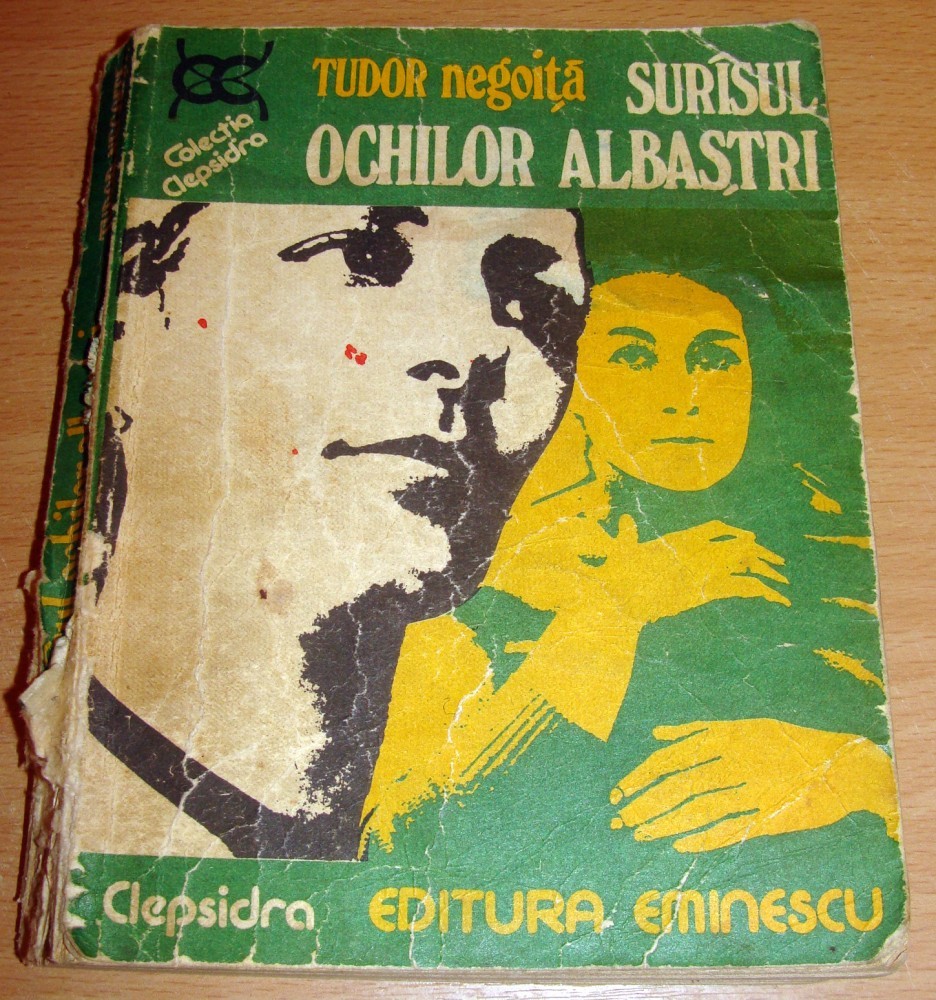 TUDOR negoiță SURÎSUL
OCHILOR ALBAȘTRI
Colecția
Clepsidra
Clepsidra EDITURA EMINESCU